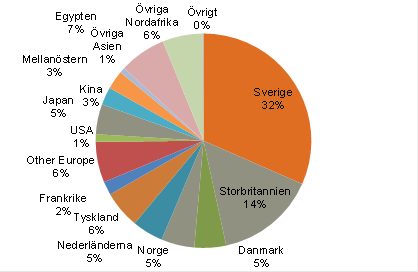 Sverige
32%
Storbritannien
14%
Danmark
5%
Norge
5%
Nederländerna
5%
Tyskland
6%
Frankrike
2%
Other Europe
6%
USA
1%
Japan
5%
Kina
3%
Mellanöstern
3%
Övriga
Asien
1%
Egypten
7%
Övriga
Nordafrika
6%
Övrigt
0%